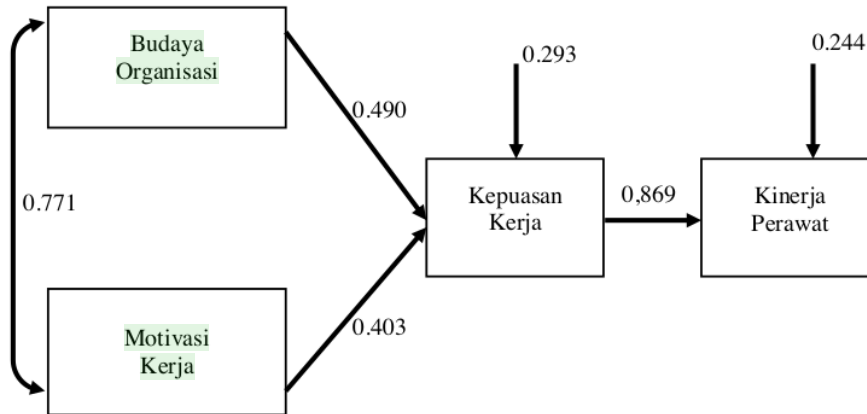 Budaya
Organisasi
0.293
0.244
0.490
0.771
Kepuasan
Kerja
0,869
Kinerja
Perawat
0.403
Motivasi
Kerja